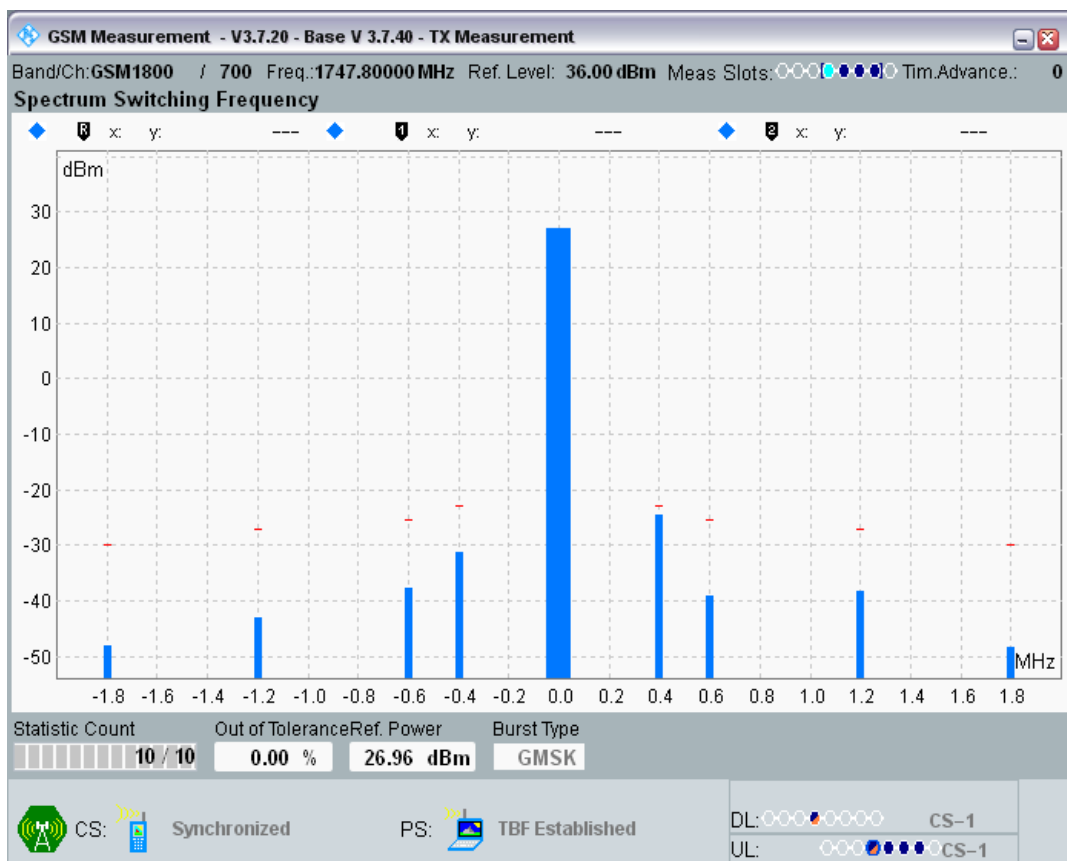 GSM Measurement - V3.7.20 - Base V 3.7.40 - TX Measurement
Band/Ch:GSM1800 / 700 Freq.:1747.80000 MHz Ref. Level: 36.00 dBm Meas Slots: Tim.Advance.: 0
Spectrum Switching Frequency
R x: y: --- 1 x: y: --- 2 x: y: ---
dBm
30
20
10
0
-10
-20
-30
-40
-50
MHz
-1.8 -1.6 -1.4 -1.2 -1.0 -0.8 -0.6 -0.4 -0.2 0.0 0.2 0.4 0.6 0.8 1.0 1.2 1.4 1.6 1.8
Statistic Count Out of Tolerance Ref. Power Burst Type
10 / 10 0.00 % 26.96 dBm GMSK
CS: Synchronized PS: TBF Established
DL: CS-1
UL: CS-1